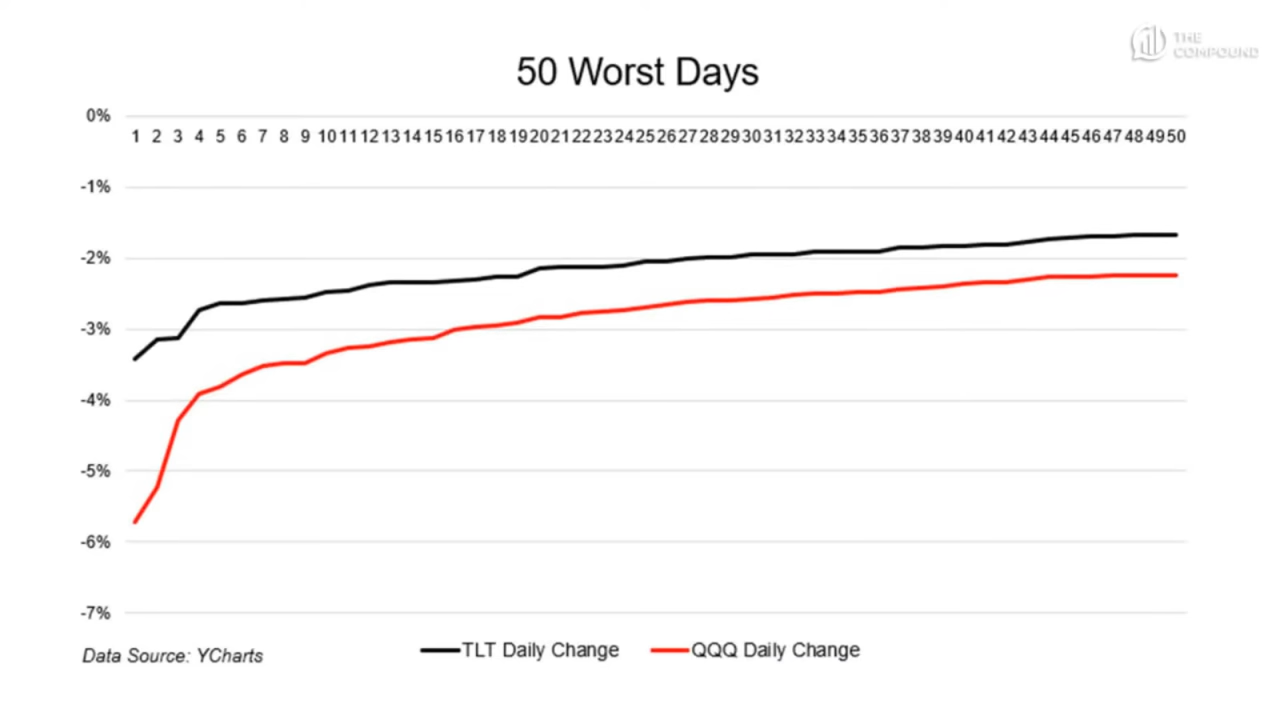 THE
COMPOUND
50 Worst Days
0%
1 2 3 4 5 6 7 8 9 10 11 12 13 14 15 16 17 18 19 20 21 22 23 24 25 26 27 28 29 30 31 32 33 34 35 36 37 38 39 40 41 42 43 44 45 46 47 48 49 50
-1%
-2%
-3%
-4%
-5%
-6%
-7%
TLT Daily Change QQQ Daily Change
Data Source: YCharts